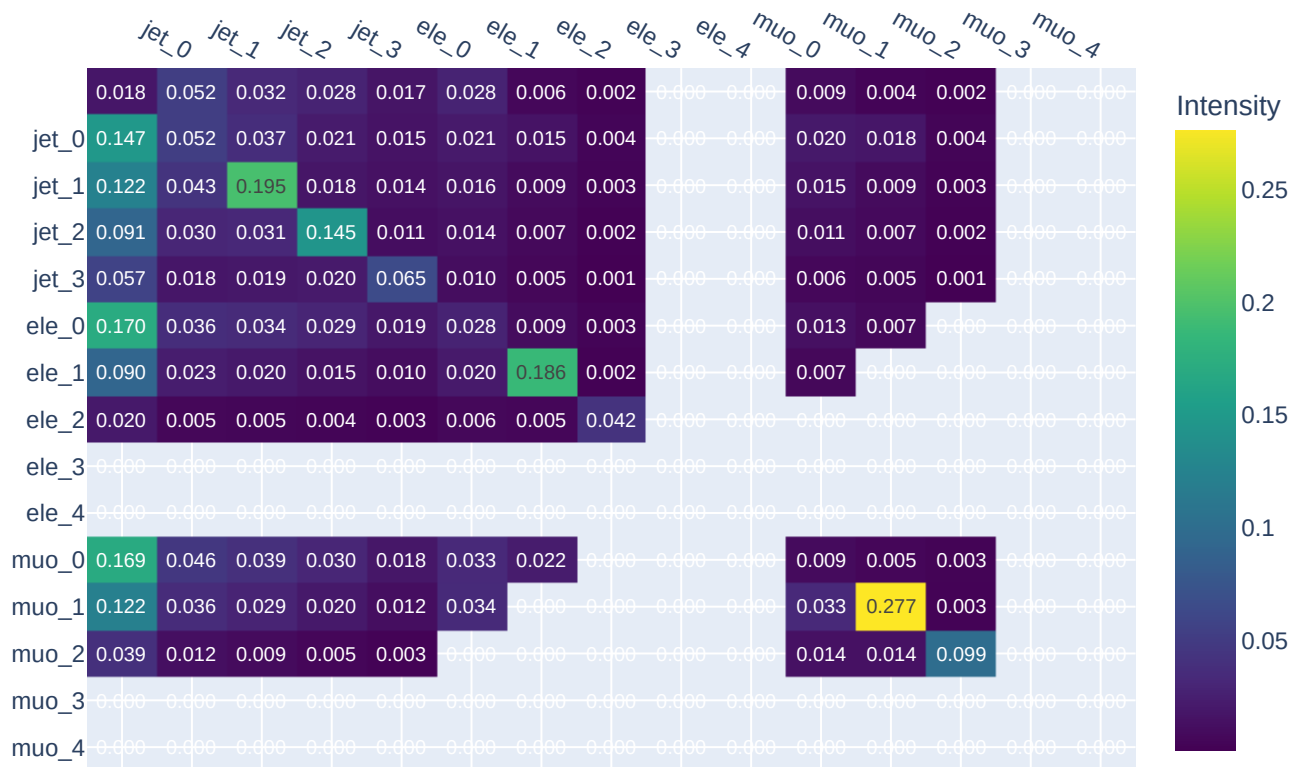 jet_0 jet_1 jet_2 jet_3 ele_0 ele_1 ele_2 ele_3 ele_4 muo_0 muo_1 muo_2 muo_3 muo_4
0.018 0.052 0.032 0.028 0.017 0.028 0.006 0.002 0.000 0.000 0.009 0.004 0.002 0.000 0.000
jet_0 0.147 0.052 0.037 0.021 0.015 0.021 0.015 0.004 0.000 0.000 0.020 0.018 0.004 0.000 0.000
jet_1 0.122 0.043 0.195 0.018 0.014 0.016 0.009 0.003 0.000 0.000 0.015 0.009 0.003 0.000 0.000
jet_2 0.091 0.030 0.031 0.145 0.011 0.014 0.007 0.002 0.000 0.000 0.011 0.007 0.002 0.000 0.000
jet_3 0.057 0.018 0.019 0.020 0.065 0.010 0.005 0.001 0.000 0.000 0.006 0.005 0.001 0.000 0.000
ele_0 0.170 0.036 0.034 0.029 0.019 0.028 0.009 0.003 0.000 0.000 0.013 0.007 0.000 0.000 0.000
ele_1 0.090 0.023 0.020 0.015 0.010 0.020 0.186 0.002 0.000 0.000 0.007 0.000 0.000 0.000 0.000
ele_2 0.020 0.005 0.005 0.004 0.003 0.006 0.005 0.042 0.000 0.000 0.000 0.000 0.000 0.000 0.000
ele_3 0.000 0.000 0.000 0.000 0.000 0.000 0.000 0.000 0.000 0.000 0.000 0.000 0.000 0.000 0.000
ele_4 0.000 0.000 0.000 0.000 0.000 0.000 0.000 0.000 0.000 0.000 0.000 0.000 0.000 0.000 0.000
muo_0 0.169 0.046 0.039 0.030 0.018 0.033 0.022 0.000 0.000 0.000 0.009 0.005 0.003 0.000 0.000
muo_1 0.122 0.036 0.029 0.020 0.012 0.034 0.000 0.000 0.000 0.000 0.033 0.277 0.003 0.000 0.000
muo_2 0.039 0.012 0.009 0.005 0.003 0.000 0.000 0.000 0.000 0.000 0.014 0.014 0.099 0.000 0.000
muo_3 0.000 0.000 0.000 0.000 0.000 0.000 0.000 0.000 0.000 0.000 0.000 0.000 0.000 0.000 0.000
muo_4 0.000 0.000 0.000 0.000 0.000 0.000 0.000 0.000 0.000 0.000 0.000 0.000 0.000 0.000 0.000
Intensity
0.25
0.2
0.15
0.1
0.05